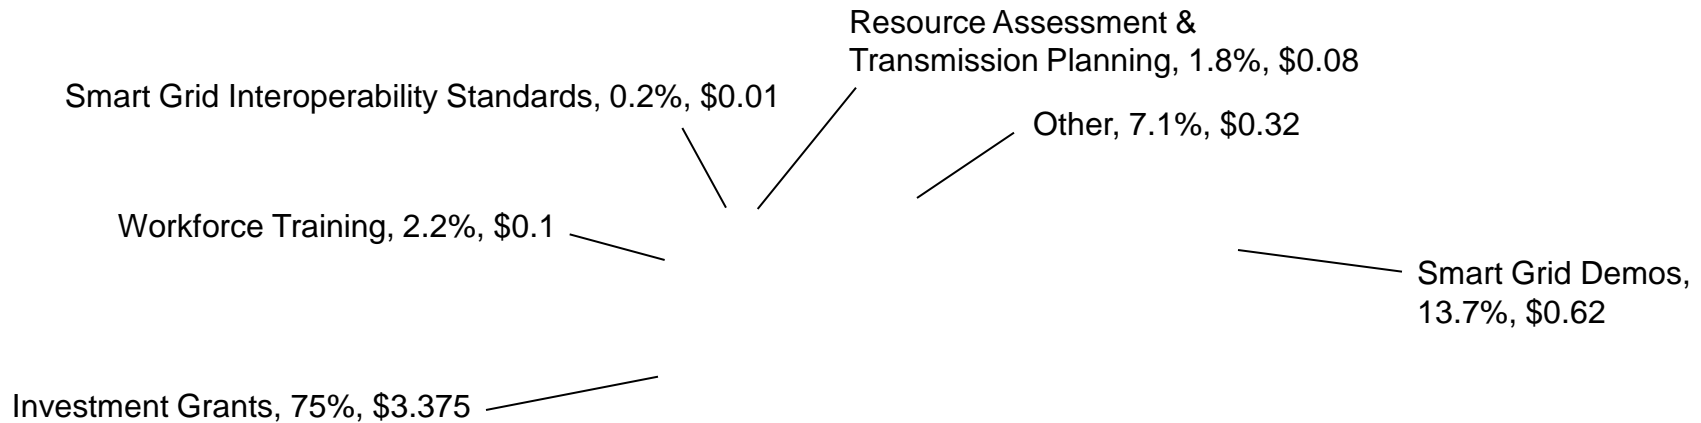 Resource Assessment &
Transmission Planning, 1.8%, $0.08
Smart Grid Interoperability Standards, 0.2%, $0.01
Other, 7.1%, $0.32
Workforce Training, 2.2%, $0.1
Smart Grid Demos,
13.7%, $0.62
Investment Grants, 75%, $3.375